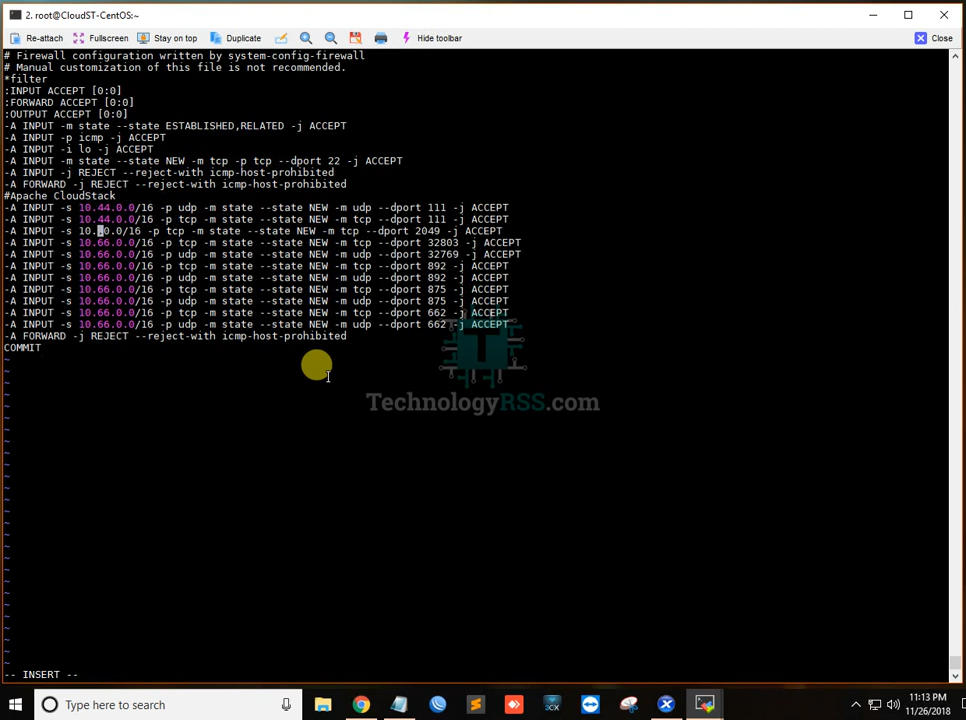 2. root@CloudST-CentOS:~
Re-attach Fullscreen Stay on top Duplicate Hide toolbar Close
# Firewall configuration written by system-config-firewall
# Manual customization of this file is not recommended.
*filter
:INPUT ACCEPT [0:0]
:FORWARD ACCEPT [0:0]
:OUTPUT ACCEPT [0:0]
-A INPUT -m state --state ESTABLISHED,RELATED -j ACCEPT
-A INPUT -p icmp -j ACCEPT
-A INPUT -i lo -j ACCEPT
-A INPUT -m state --state NEW -m tcp -p tcp --dport 22 -j ACCEPT
-A INPUT -j REJECT --reject-with icmp-host-prohibited
-A FORWARD -j REJECT --reject-with icmp-host-prohibited
#Apache CloudStack
-A INPUT -s 10.44.0.0/16 -p udp -m state --state NEW -m udp --dport 111 -j ACCEPT
-A INPUT -s 10.44.0.0/16 -p tcp -m state --state NEW -m tcp --dport 111 -j ACCEPT
-A INPUT -s 10..0.0/16 -p tcp -m state --state NEW -m tcp --dport 2049 -j ACCEPT
-A INPUT -s 10.66.0.0/16 -p tcp -m state --state NEW -m tcp --dport 32803 -j ACCEPT
-A INPUT -s 10.66.0.0/16 -p udp -m state --state NEW -m udp --dport 32769 -j ACCEPT
-A INPUT -s 10.66.0.0/16 -p tcp -m state --state NEW -m tcp --dport 892 -j ACCEPT
-A INPUT -s 10.66.0.0/16 -p udp -m state --state NEW -m udp --dport 892 -j ACCEPT
-A INPUT -s 10.66.0.0/16 -p tcp -m state --state NEW -m tcp --dport 875 -j ACCEPT
-A INPUT -s 10.66.0.0/16 -p udp -m state --state NEW -m udp --dport 875 -j ACCEPT
-A INPUT -s 10.66.0.0/16 -p tcp -m state --state NEW -m tcp --dport 662 -j ACCEPT
-A INPUT -s 10.66.0.0/16 -p udp -m state --state NEW -m udp --dport 662 -j ACCEPT
-A FORWARD -j REJECT --reject-with icmp-host-prohibited
COMMIT
TechnologyRSS.com
-- INSERT --
Type here to search
3CX
11:13 PM
11/26/2018